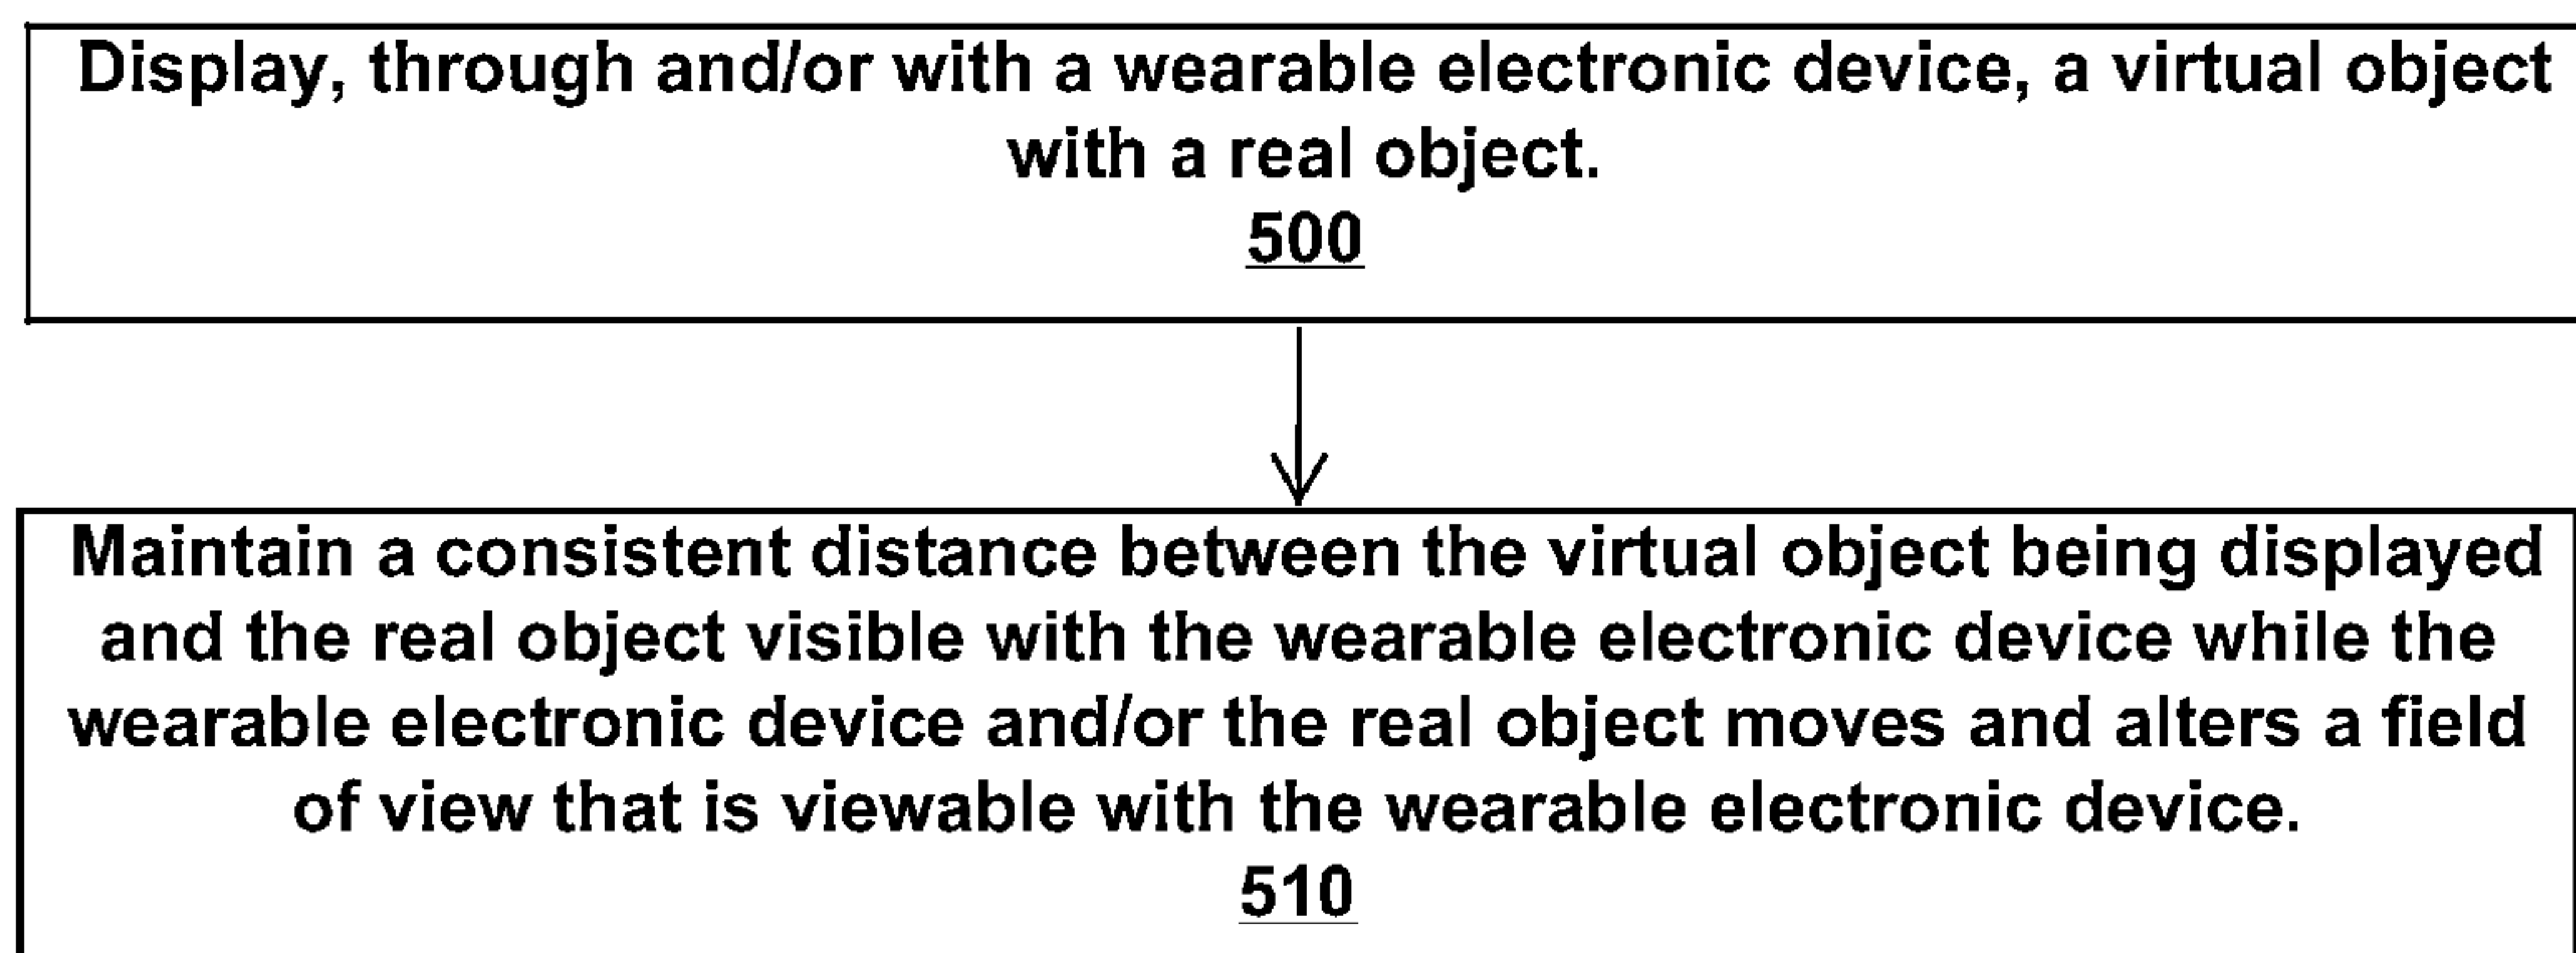 Display, through and/or with a wearable electronic device, a virtual object
with a real object.
500
Maintain a consistent distance between the virtual object being displayed
and the real object visible with the wearable electronic device while the
wearable electronic device and/or the real object moves and alters a field
of view that is viewable with the wearable electronic device.
510